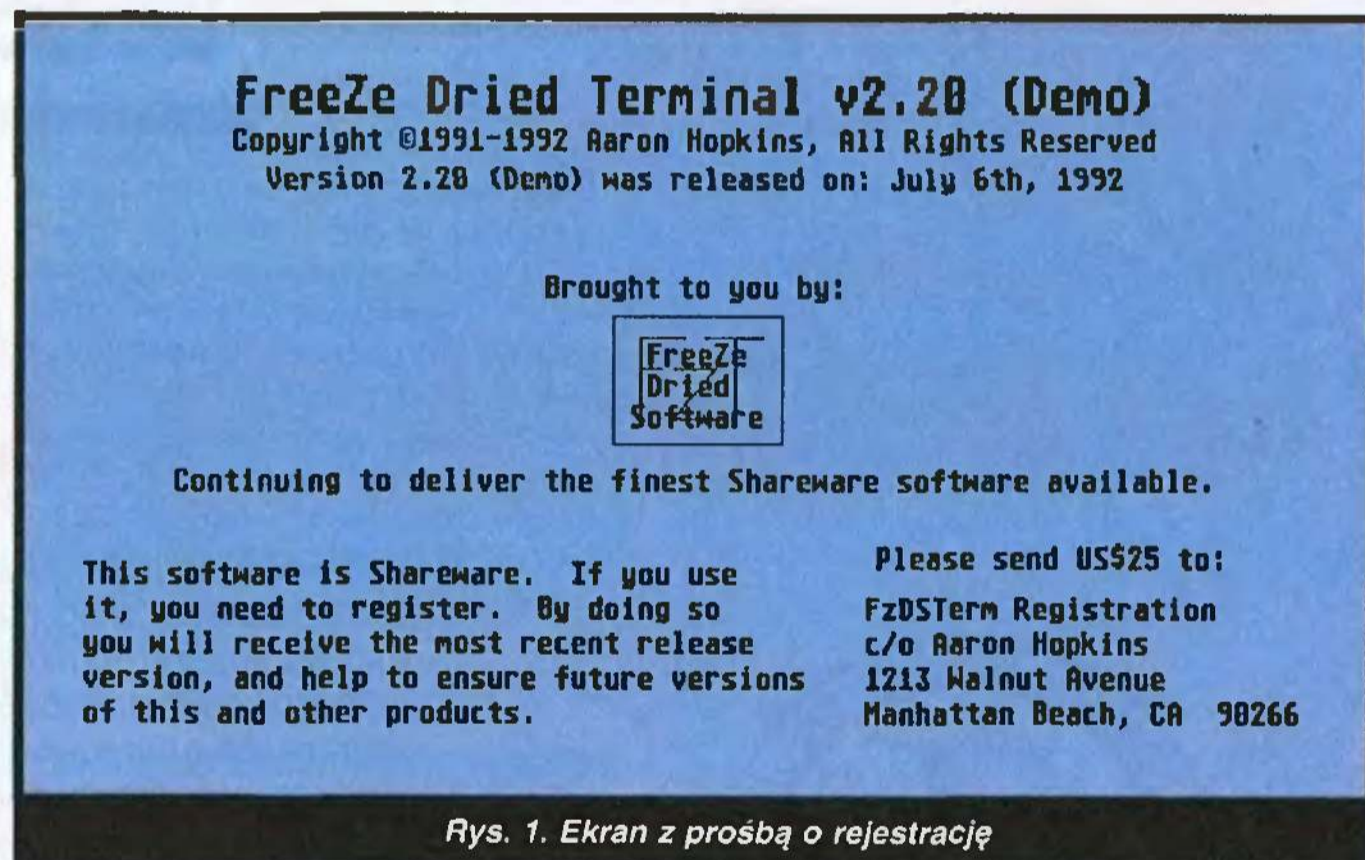 FreeZe Dried Terminal v2.20 (Demo)
Copyright ©1991-1992 Aaron Hopkins, All Rights Reserved
Version 2.20 (Demo) was released on: July 6th, 1992
Brought to you by:
FreeZe
Dried
Software
Continuing to deliver the finest Shareware software available.
This software is Shareware. If you use
it, you need to register. By doing so
you will receive the most recent release
version, and help to ensure future versions
of this and other products.
Please send US$25 to:
FzDSTerm Registration
c/o Aaron Hopkins
1213 Walnut Avenue
Manhattan Beach, CA 90266
Rys. 1. Ekran z prośbą o rejestrację